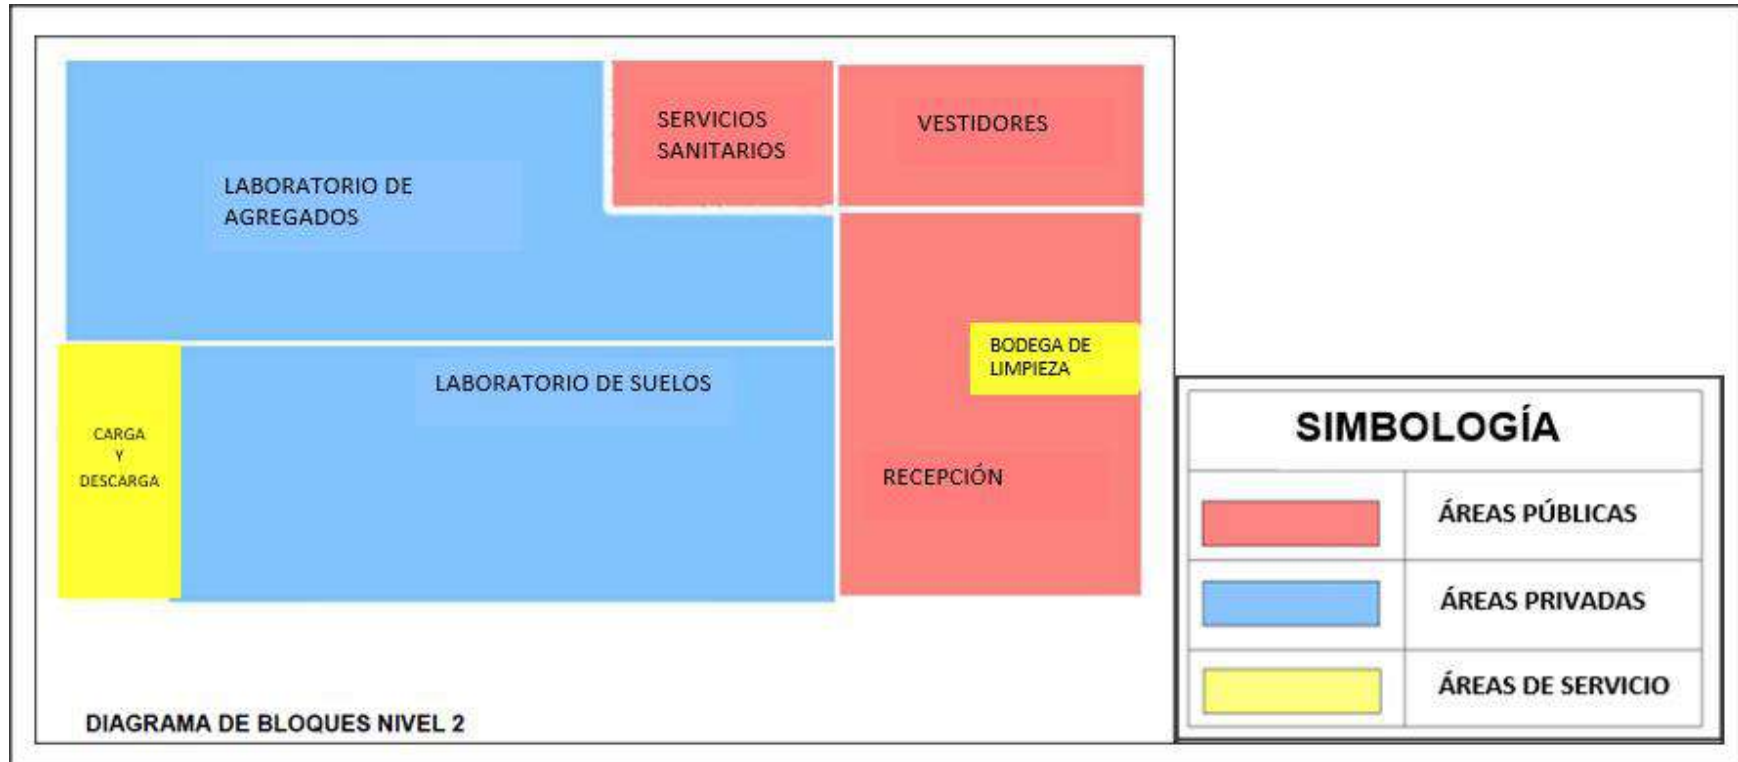 SERVICIOS
SANITARIOS
VESTIDORES
LABORATORIO DE
AGREGADOS
BODEGA DE
LIMPIEZA
LABORATORIO DE SUELOS
CARGA
Y
DESCARGA
RECEPCIÓN
DIAGRAMA DE BLOQUES NIVEL 2
SIMBOLOGÍA
ÁREAS PÚBLICAS
ÁREAS PRIVADAS
ÁREAS DE SERVICIO